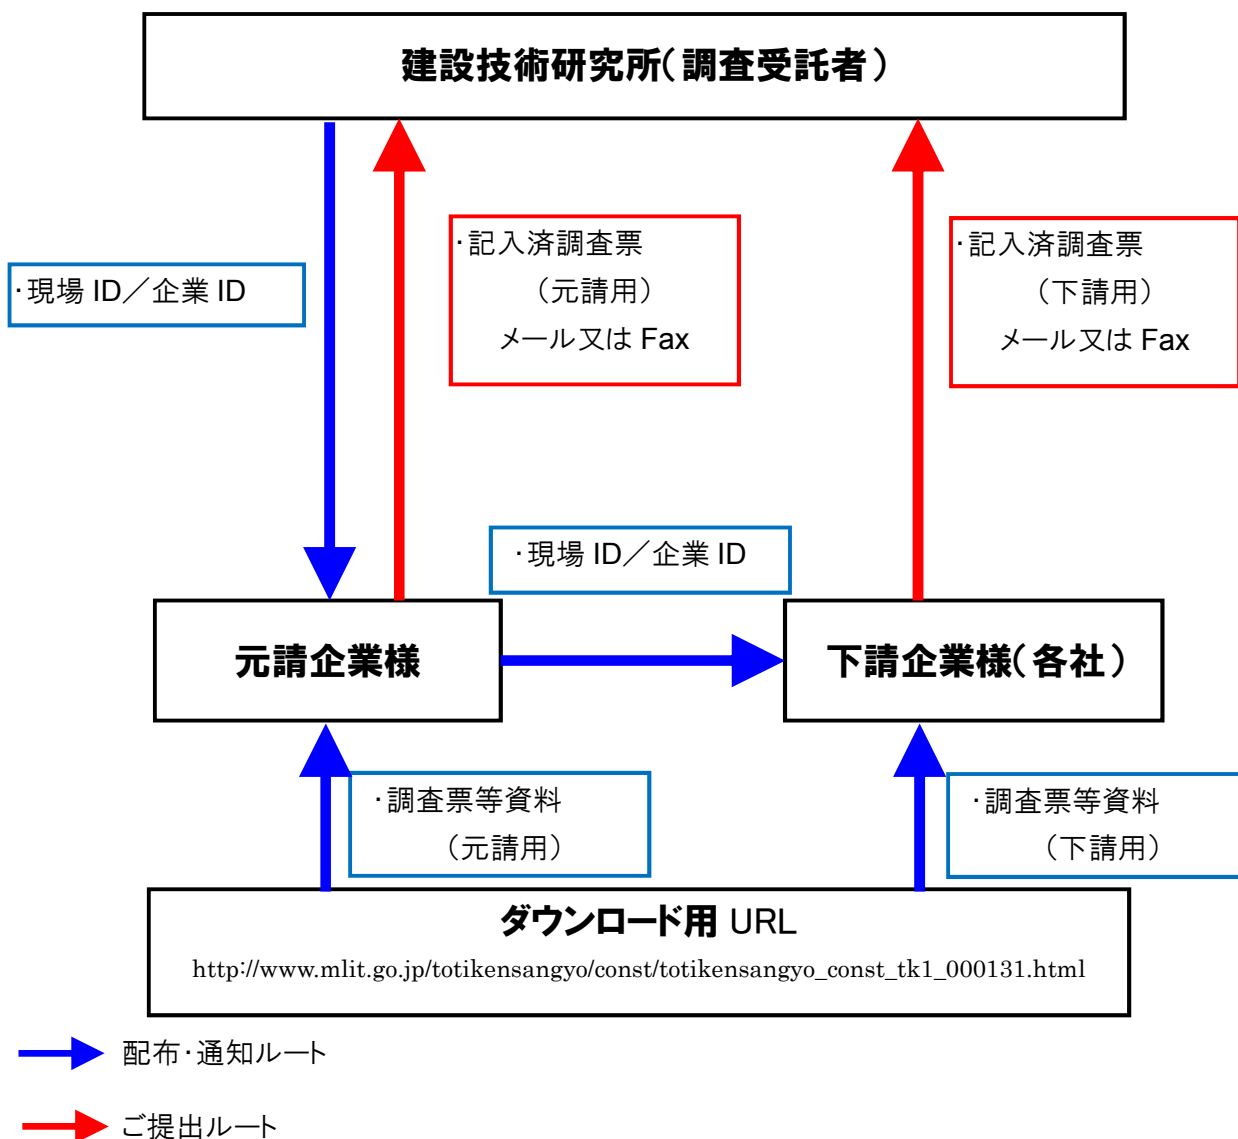 建設技術研究所（調査受託者）
・記入済調査票
（元請用）
メール又は Fax
・記入済調査票
（下請用）
メール又は Fax
・現場 ID／企業 ID
・現場 ID／企業 ID
元請企業様
下請企業様（各社）
・調査票等資料
（元請用）
・調査票等資料
（下請用）
ダウンロード用 URL
http://www.mlit.go.jp/totikensangyo/const/totikensangyo_const_tk1_000131.html
配布・通知ルート
ご提出ルート